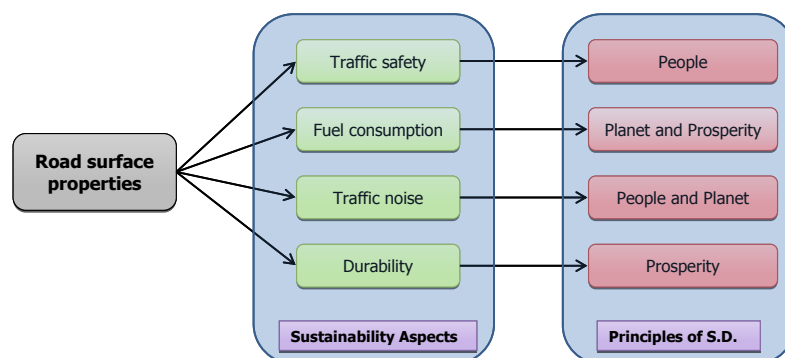 Traffic safety
People
Fuel consumption
Planet and Prosperity
Road surface
properties
Traffic noise
People and Planet
Durability
Prosperity
Sustainability Aspects
Principles of S.D.